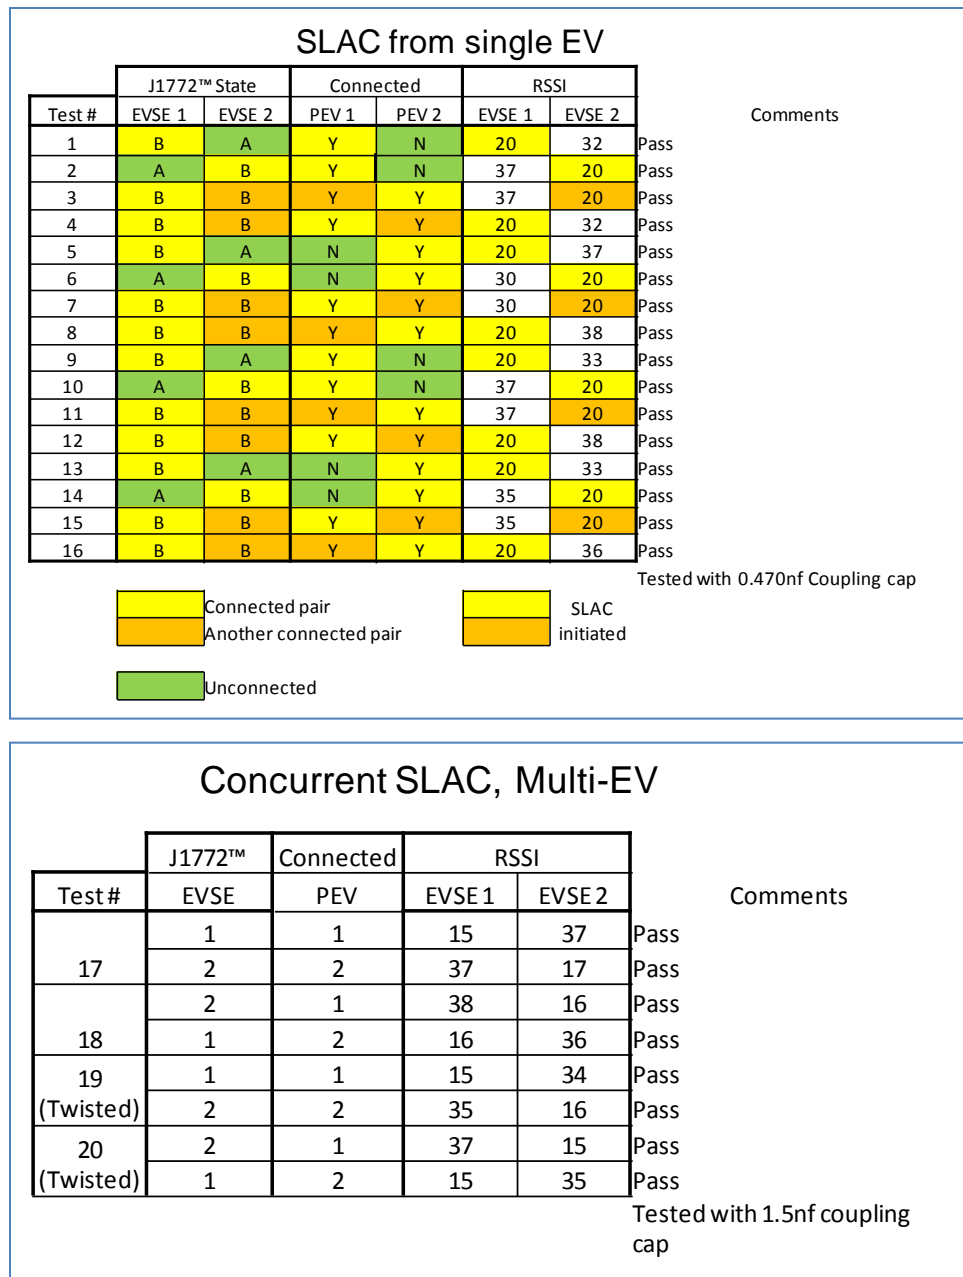 SLAC from single EV
J1772™ State Connected RSSI
Test # EVSE 1 EVSE 2 PEV 1 PEV 2 EVSE 1 EVSE 2 Comments
1 B A Y N 20 32 Pass
2 A B Y N 37 20 Pass
3 B B Y Y 37 20 Pass
4 B B Y Y 20 32 Pass
5 B A N Y 20 37 Pass
6 A B N Y 30 20 Pass
7 B B Y Y 30 20 Pass
8 B B Y Y 20 38 Pass
9 B A Y N 20 33 Pass
10 A B Y N 37 20 Pass
11 B B Y Y 37 20 Pass
12 B B Y Y 20 38 Pass
13 B A N Y 20 33 Pass
14 A B N Y 35 20 Pass
15 B B Y Y 35 20 Pass
16 B B Y Y 20 36 Pass
Tested with 0.470nf Coupling cap
Connected pair SLAC
Another connected pair initiated
Unconnected
Concurrent SLAC, Multi-EV
J1772™ Connected RSSI
Test # EVSE PEV EVSE 1 EVSE 2 Comments
1 1 15 37 Pass
17 2 2 37 17 Pass
2 1 38 16 Pass
18 1 2 16 36 Pass
19 1 1 15 34 Pass
(Twisted) 2 2 35 16 Pass
20 2 1 37 15 Pass
(Twisted) 1 2 15 35 Pass
Tested with 1.5nf coupling
cap